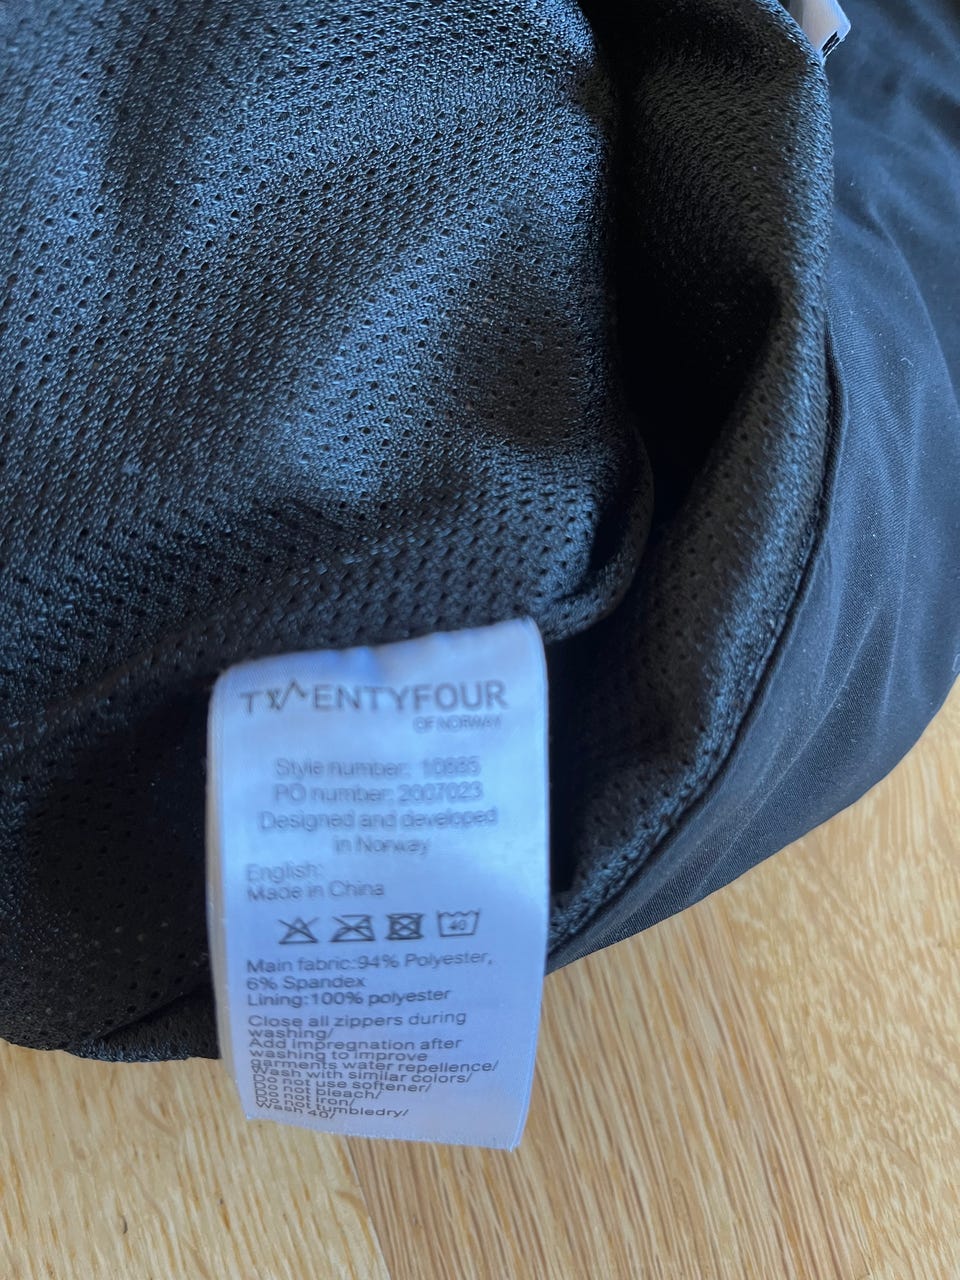 TWENTYFOUR
OF NORWAY
Style number: 10885
PO number: 2007023
Designed and developed
in Norway
English:
Made in China
40
Main fabric:94% Polyester,
6% Spandex
Lining:100% polyester
Close all zippers during
washing/
Add impregnation after
washing to improve
garments water repellence/
Wash with similar colors/
Do not use softener/
Do not bleach/
Do not iron/
Do not tumbledry/
Wash 40/